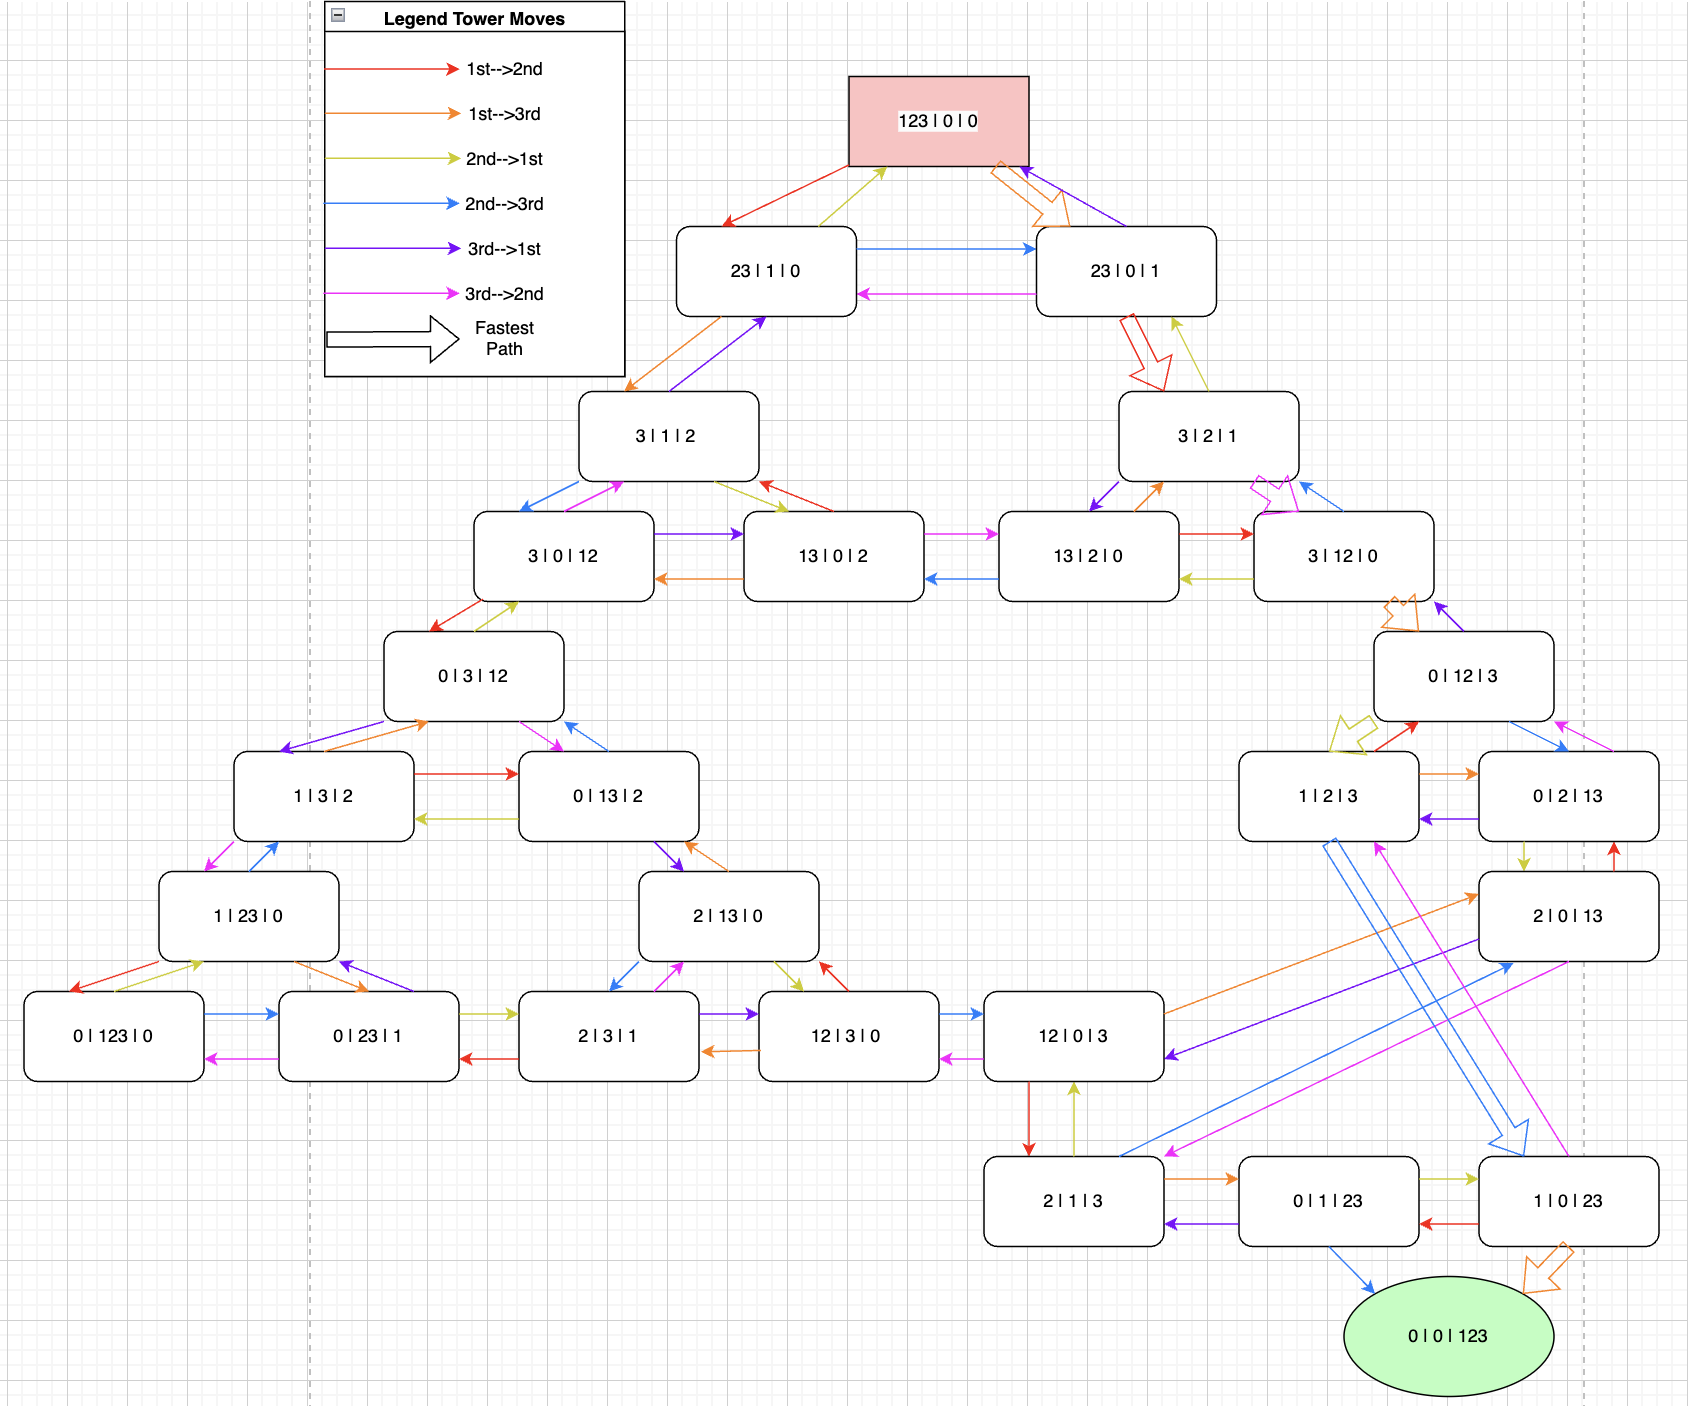 Legend Tower Moves
1st-->2nd
1st-->3rd
2nd-->1st
2nd-->3rd
3rd-->1st
3rd-->2nd
Fastest
Path
123 | 0 | 0
23 | 1 | 0
23 | 0 | 1
3 | 1 | 2
3 | 2 | 1
3 | 0 | 12
13 | 0 | 2
13 | 2 | 0
3 | 12 | 0
0 | 3 | 12
0 | 12 | 3
1 | 3 | 2
0 | 13 | 2
1 | 2 | 3
0 | 2 | 13
1 | 23 | 0
2 | 13 | 0
2 | 0 | 13
0 | 123 | 0
0 | 23 | 1
2 | 3 | 1
12 | 3 | 0
12 | 0 | 3
2 | 1 | 3
0 | 1 | 23
1 | 0 | 23
0 | 0 | 123